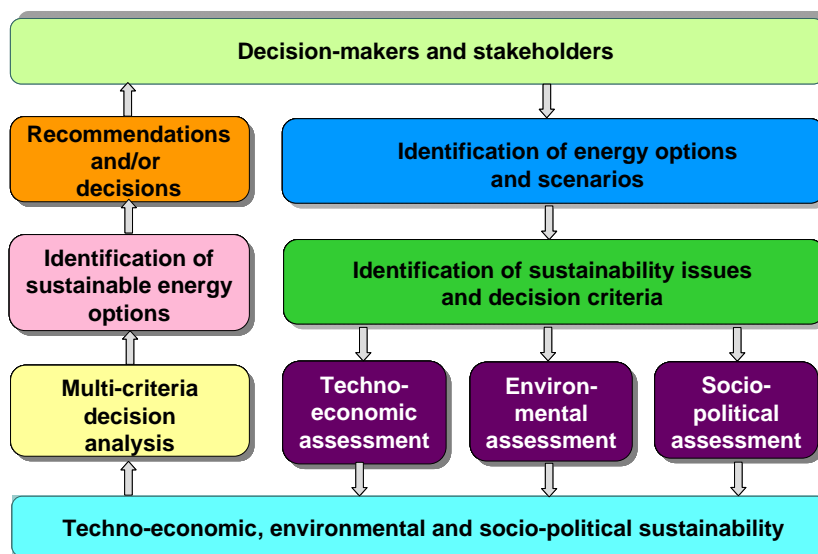 Decision-makers and stakeholders
Recommendations
and/or
decisions
Identification of energy options
and scenarios
Identification of
sustainable energy
options
Identification of sustainability issues
and decision criteria
Multi-criteria
decision
analysis
Techno-
economic
assessment
Environ-
mental
assessment
Socio-
political
assessment
Techno-economic, environmental and socio-political sustainability